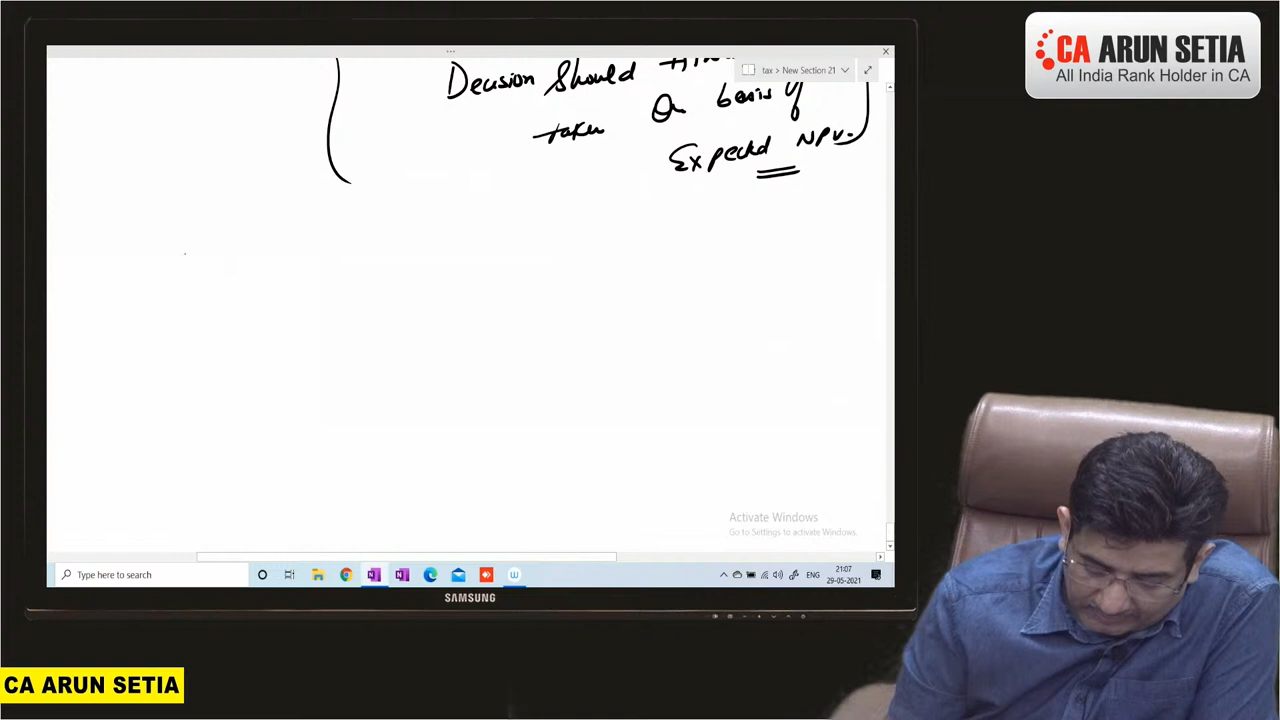 CA ARUN SETIA
All India Rank Holder in CA
tax > New Section 21
Decision Should
On basis of
taken
Expected NPV.
Activate Windows
Go to Settings to activate Windows.
Type here to search
ENG
21:07
29-05-2021
SAMSUNG
CA ARUN SETIA